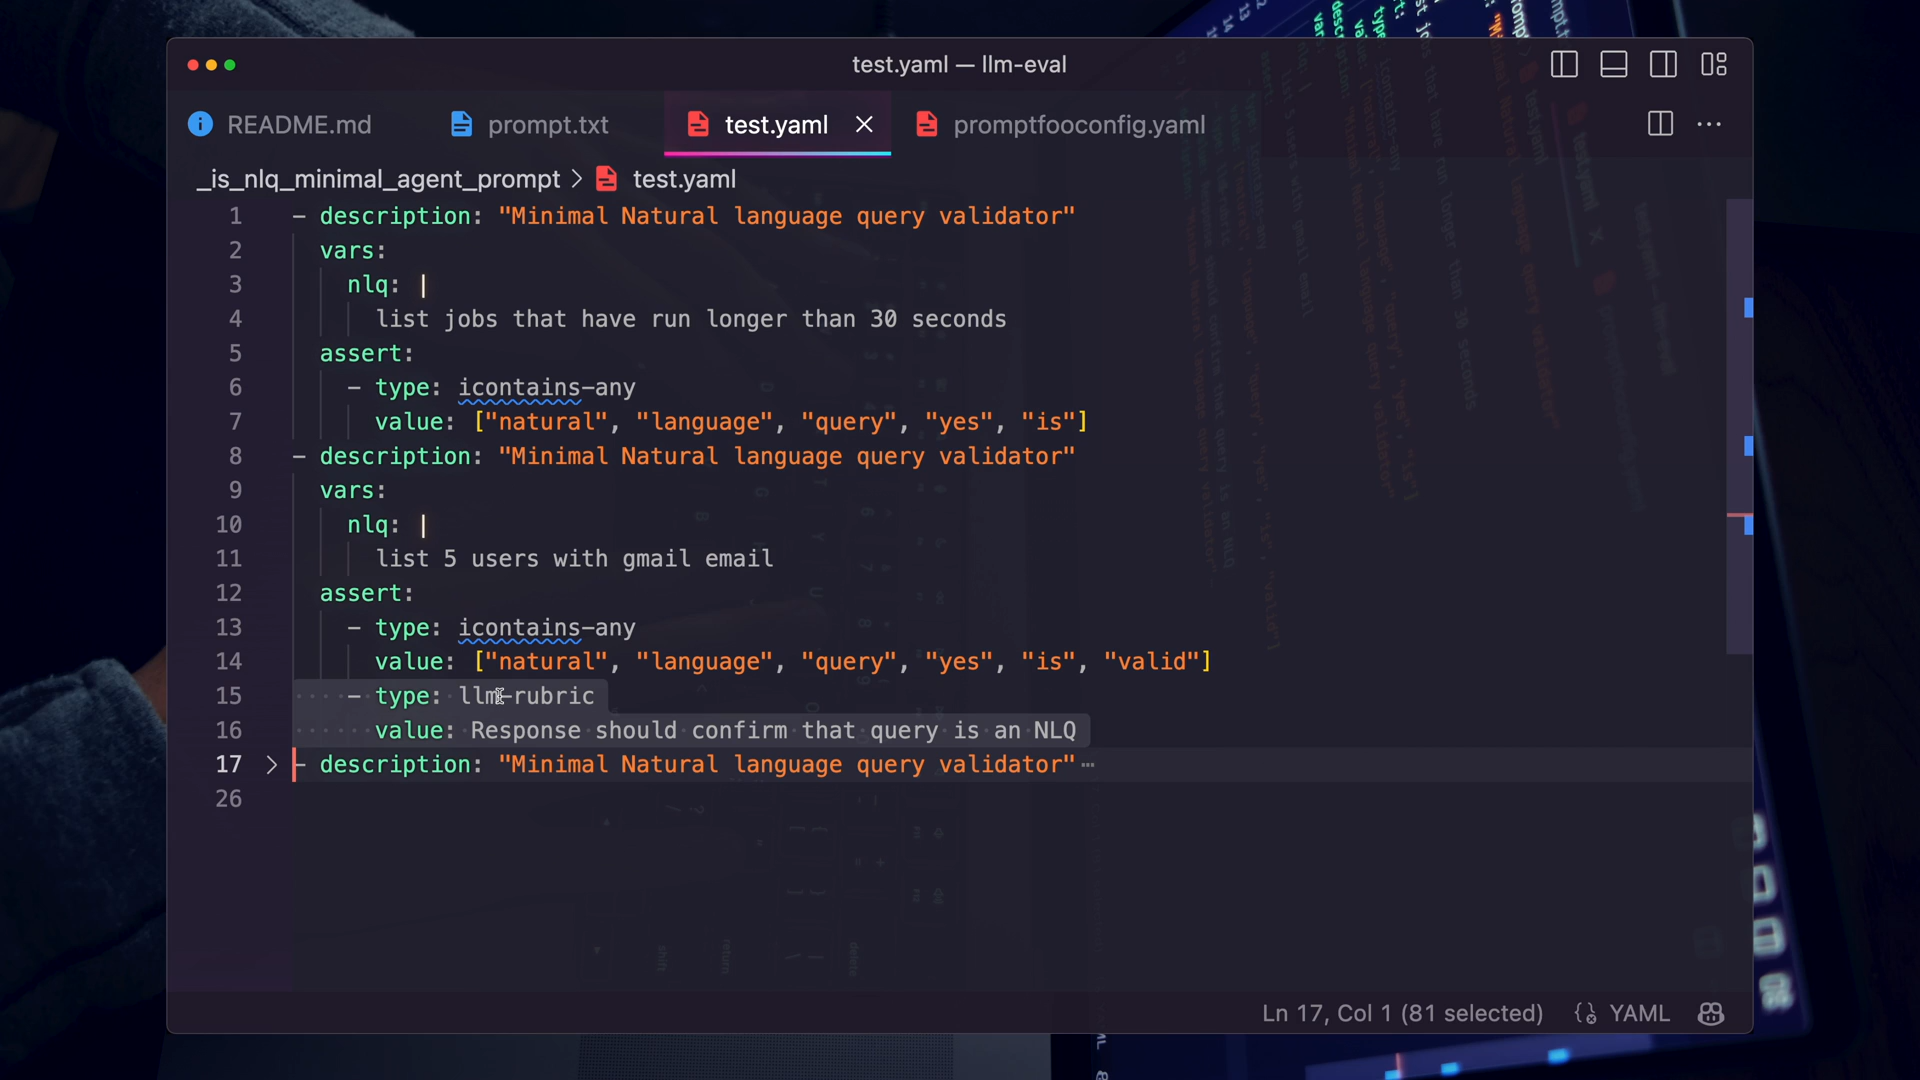 test.yaml — llm-eval
README.md prompt.txt test.yaml promptfooconfig.yaml
_is_nlq_minimal_agent_prompt > test.yaml
1 - description: "Minimal Natural language query validator"
2 vars:
3 nlq: |
4 list jobs that have run longer than 30 seconds
5 assert:
6 - type: icontains-any
7 value: ["natural", "language", "query", "yes", "is"]
8 - description: "Minimal Natural language query validator"
9 vars:
10 nlq: |
11 list 5 users with gmail email
12 assert:
13 - type: icontains-any
14 value: ["natural", "language", "query", "yes", "is", "valid"]
15 - type: llm-rubric
16 value: Response should confirm that query is an NLQ
17 - description: "Minimal Natural language query validator"
26
Ln 17, Col 1 (81 selected) YAML